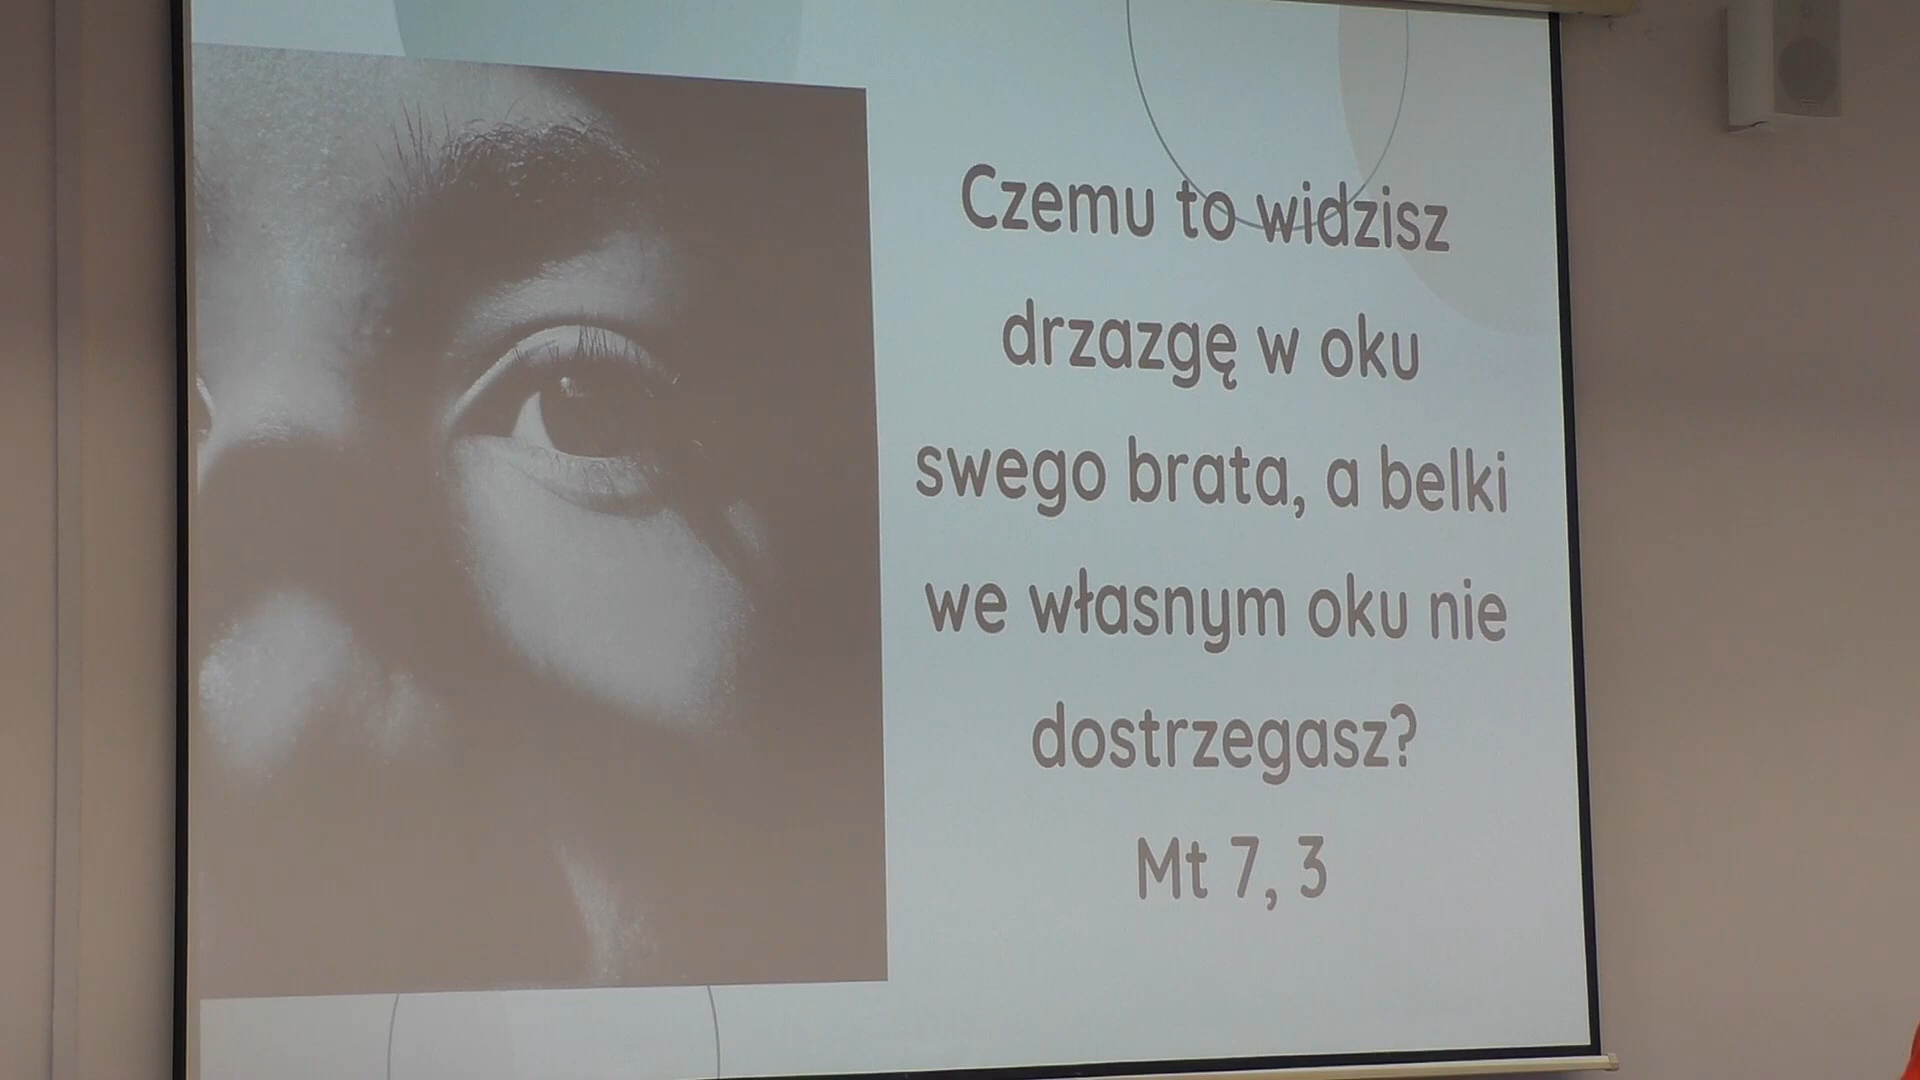 Czemu to widzisz
drzazgę w oku
swego brata, a belki
we własnym oku nie
dostrzegasz?
Mt 7, 3